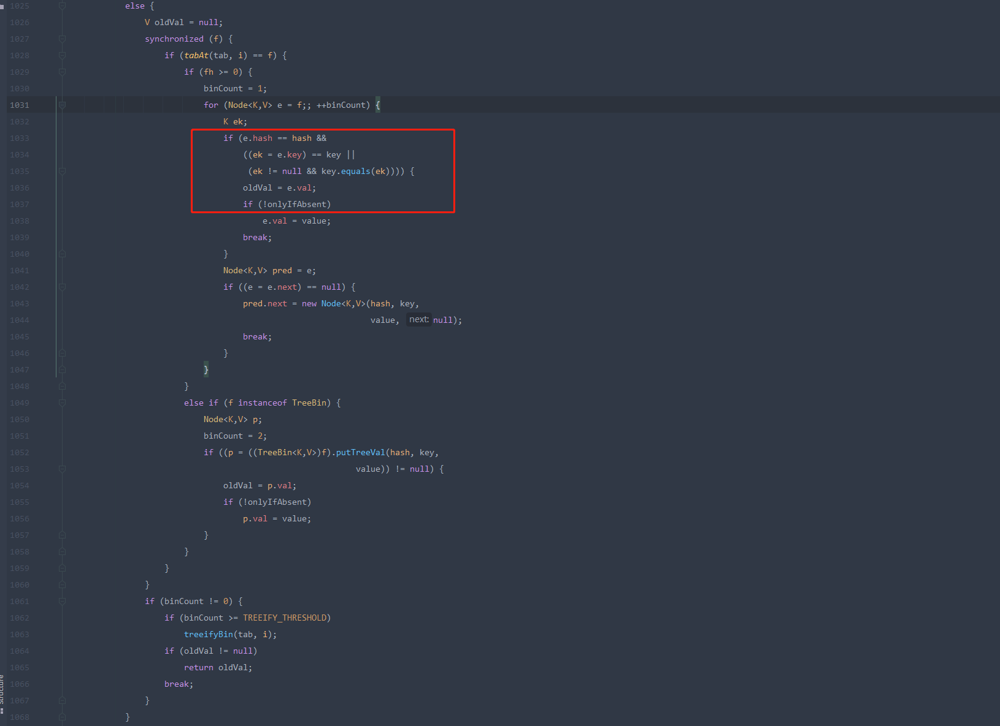 1025 else {
1026 V oldVal = null;
1027 synchronized (f) {
1028 if (tabAt(tab, i) == f) {
1029 if (fh >= 0) {
1030 binCount = 1;
1031 for (Node<K,V> e = f;; ++binCount) {
1032 K ek;
1033 if (e.hash == hash &&
1034 ((ek = e.key) == key ||
1035 (ek != null && key.equals(ek)))) {
1036 oldVal = e.val;
1037 if (!onlyIfAbsent)
1038 e.val = value;
1039 break;
1040 }
1041 Node<K,V> pred = e;
1042 if ((e = e.next) == null) {
1043 pred.next = new Node<K,V>(hash, key,
1044 value, next: null);
1045 break;
1046 }
1047 }
1048 }
1049 else if (f instanceof TreeBin) {
1050 Node<K,V> p;
1051 binCount = 2;
1052 if ((p = ((TreeBin<K,V>)f).putTreeVal(hash, key,
1053 value)) != null) {
1054 oldVal = p.val;
1055 if (!onlyIfAbsent)
1056 p.val = value;
1057 }
1058 }
1059 }
1060 }
1061 if (binCount != 0) {
1062 if (binCount >= TREEIFY_THRESHOLD)
1063 treeifyBin(tab, i);
1064 if (oldVal != null)
1065 return oldVal;
1066 break;
1067 }
1068 }
Structure